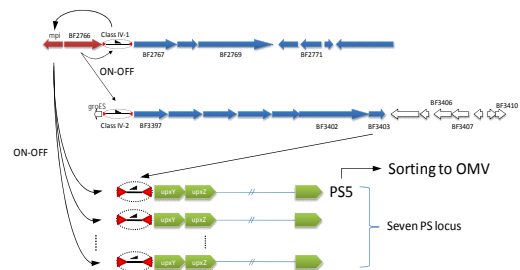 mpi BF2766 Class IV-1
BF2767 BF2769 BF2771
ON-OFF
groES
Class IV-2 BF3397 BF3402 BF3403 BF3406 BF3407 BF3410
ON-OFF
upxY upxZ // PS5 Sorting to OMV
upxY upxZ //
Seven PS locus
upxY upxZ //